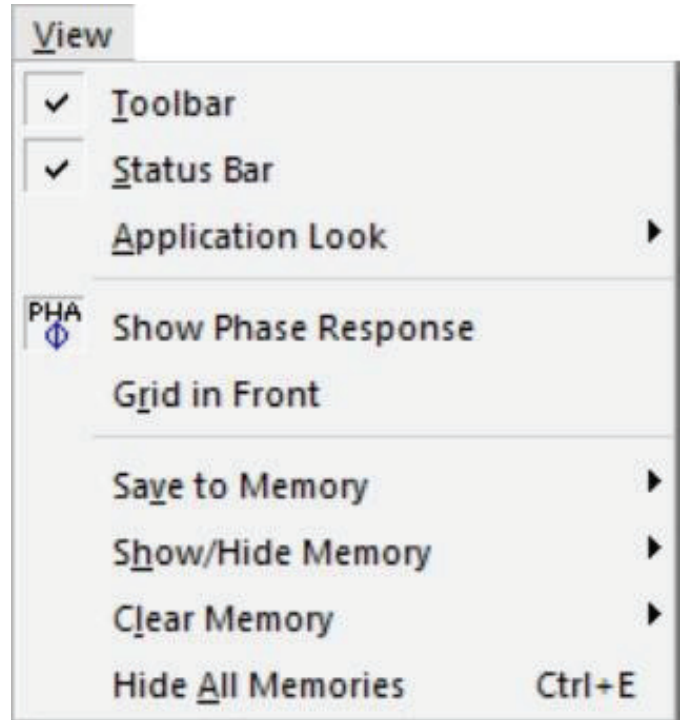 View
Toolbar
Status Bar
Application Look
PHA
Φ
Show Phase Response
Grid in Front
Save to Memory
Show/Hide Memory
Clear Memory
Hide All Memories Ctrl+E